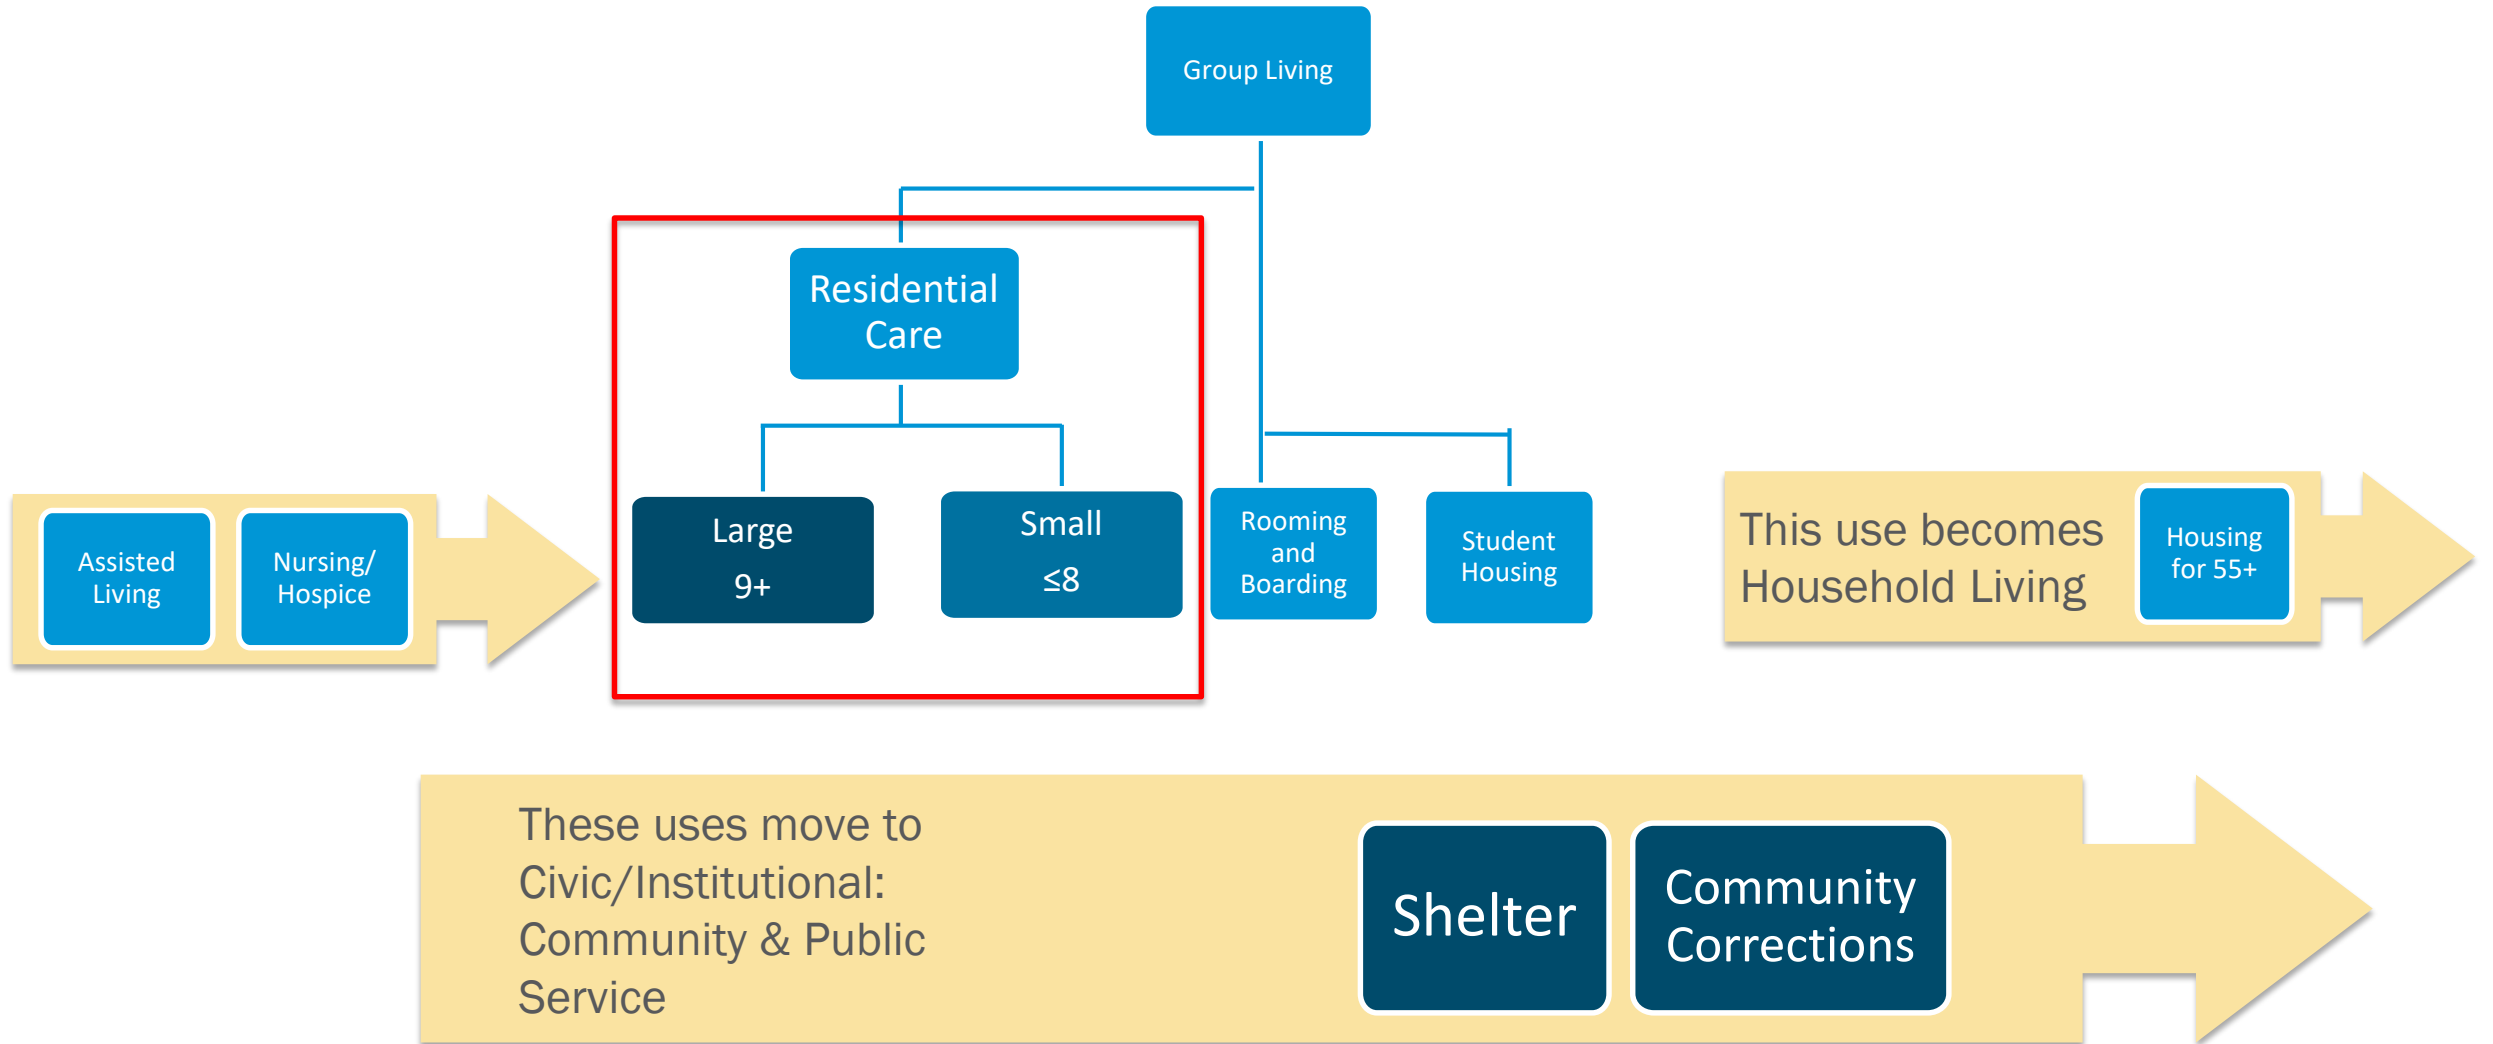 Group Living
Residential
Care
Large
9+
Small
≤8
Rooming
and
Boarding
Student
Housing
Assisted
Living
Nursing/
Hospice
This use becomes
Household Living
Housing
for 55+
These uses move to
Civic/Institutional:
Community & Public
Service
Shelter
Community
Corrections